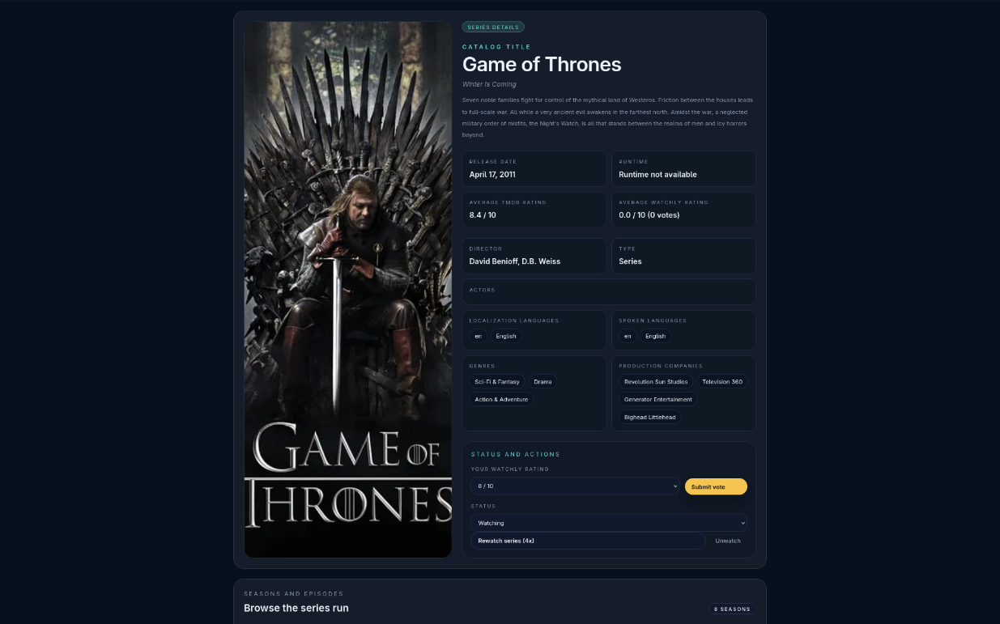 SERIES DETAILS
CATALOG TITLE
Game of Thrones
Winter Is Coming
Seven noble families fight for control of the mythical land of Westeros. Friction between the houses leads
to full-scale war. All while a very ancient evil awakens in the farthest north. Amidst the war, a neglected
military order of misfits, the Night's Watch, is all that stands between the realms of men and icy horrors
beyond.
RELEASE DATE
April 17, 2011
RUNTIME
Runtime not available
AVERAGE TMDB RATING
8.4 / 10
AVERAGE WATCHLY RATING
0.0 / 10 (0 votes)
DIRECTOR
David Benioff, D.B. Weiss
TYPE
Series
ACTORS
LOCALIZATION LANGUAGES
en English
SPOKEN LANGUAGES
en English
GENRES
Sci-Fi & Fantasy Drama
Action & Adventure
PRODUCTION COMPANIES
Revolution Sun Studios Television 360
Generator Entertainment
Bighead Littlehead
STATUS AND ACTIONS
YOUR WATCHLY RATING
8 / 10
Submit vote
STATUS
Watching
Rewatch series (4x)
Unwatch
GAME OF
THRONES
SEASONS AND EPISODES
Browse the series run
8 SEASONS